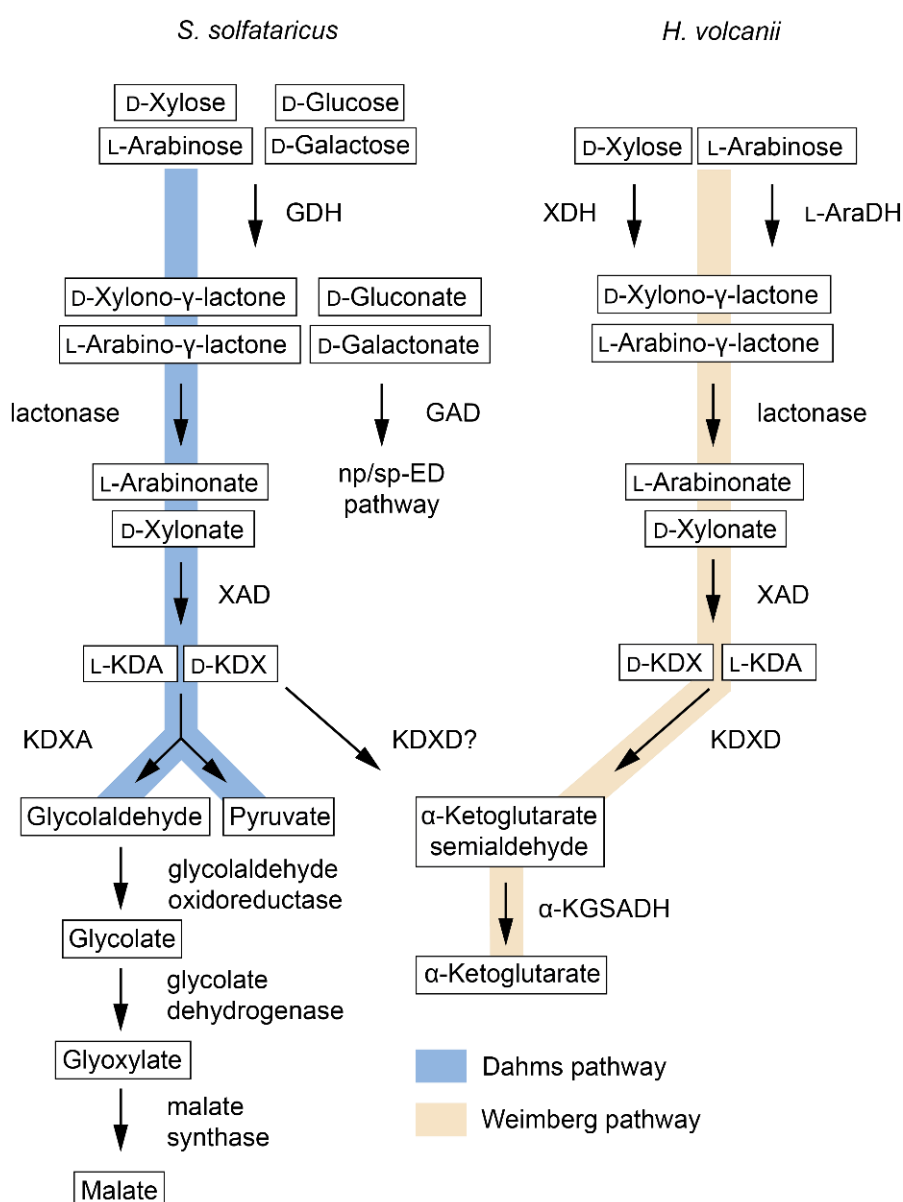 S. solfataricus
H. volcanii
D-Xylose
D-Glucose
L-Arabinose
D-Galactose
D-Xylose
L-Arabinose
GDH
XDH
L-AraDH
D-Xylono-γ-lactone
D-Gluconate
D-Xylono-γ-lactone
L-Arabino-γ-lactone
D-Galactonate
L-Arabino-γ-lactone
lactonase
GAD
lactonase
np/sp-ED
pathway
L-Arabinonate
L-Arabinonate
D-Xylonate
D-Xylonate
XAD
XAD
L-KDA
D-KDX
D-KDX
L-KDA
KDXA
KDXD?
KDXD
Glycolaldehyde
Pyruvate
α-Ketoglutarate
semialdehyde
glycolaldehyde
oxidoreductase
α-KGSADH
Glycolate
α-Ketoglutarate
glycolate
dehydrogenase
Glyoxylate
Dahms pathway
malate
synthase
Weimberg pathway
Malate